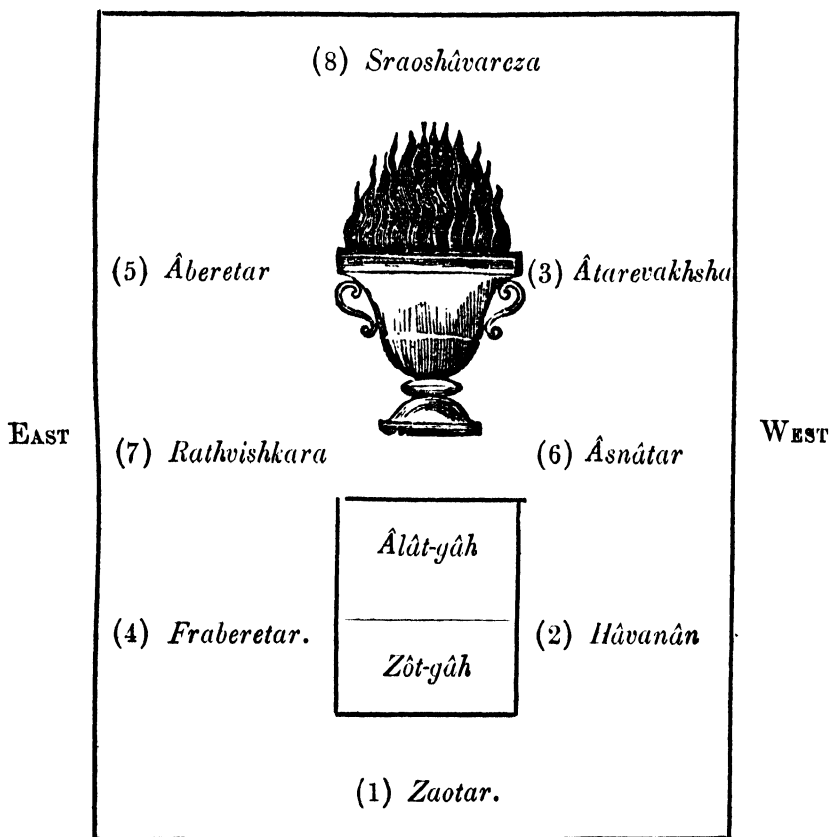 (8) Sraoshâvareza
(5) Âberetar
(3) Âtarevakhsha
EAST
WEST
(7) Rathvishkara
(6) Âsnâtar
Âlât-gâh
(4) Fraberetar.
(2) Hâvanân
Zôt-gâh
(1) Zaotar.